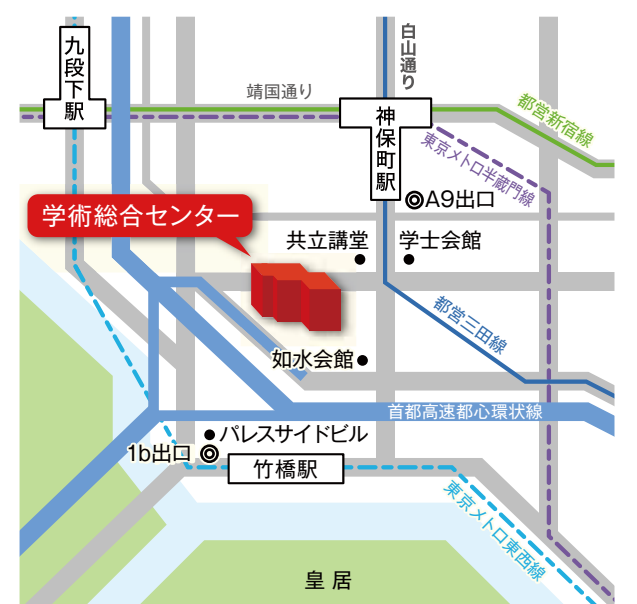 九段下駅
白山通り
靖国通り
神保町駅
都営新宿線
東京メトロ半蔵門線
A9出口
学術総合センター
共立講堂
学士会館
都営三田線
如水会館
首都高速都心環状線
パレスサイドビル
1b出口
竹橋駅
東京メトロ東西線
皇居